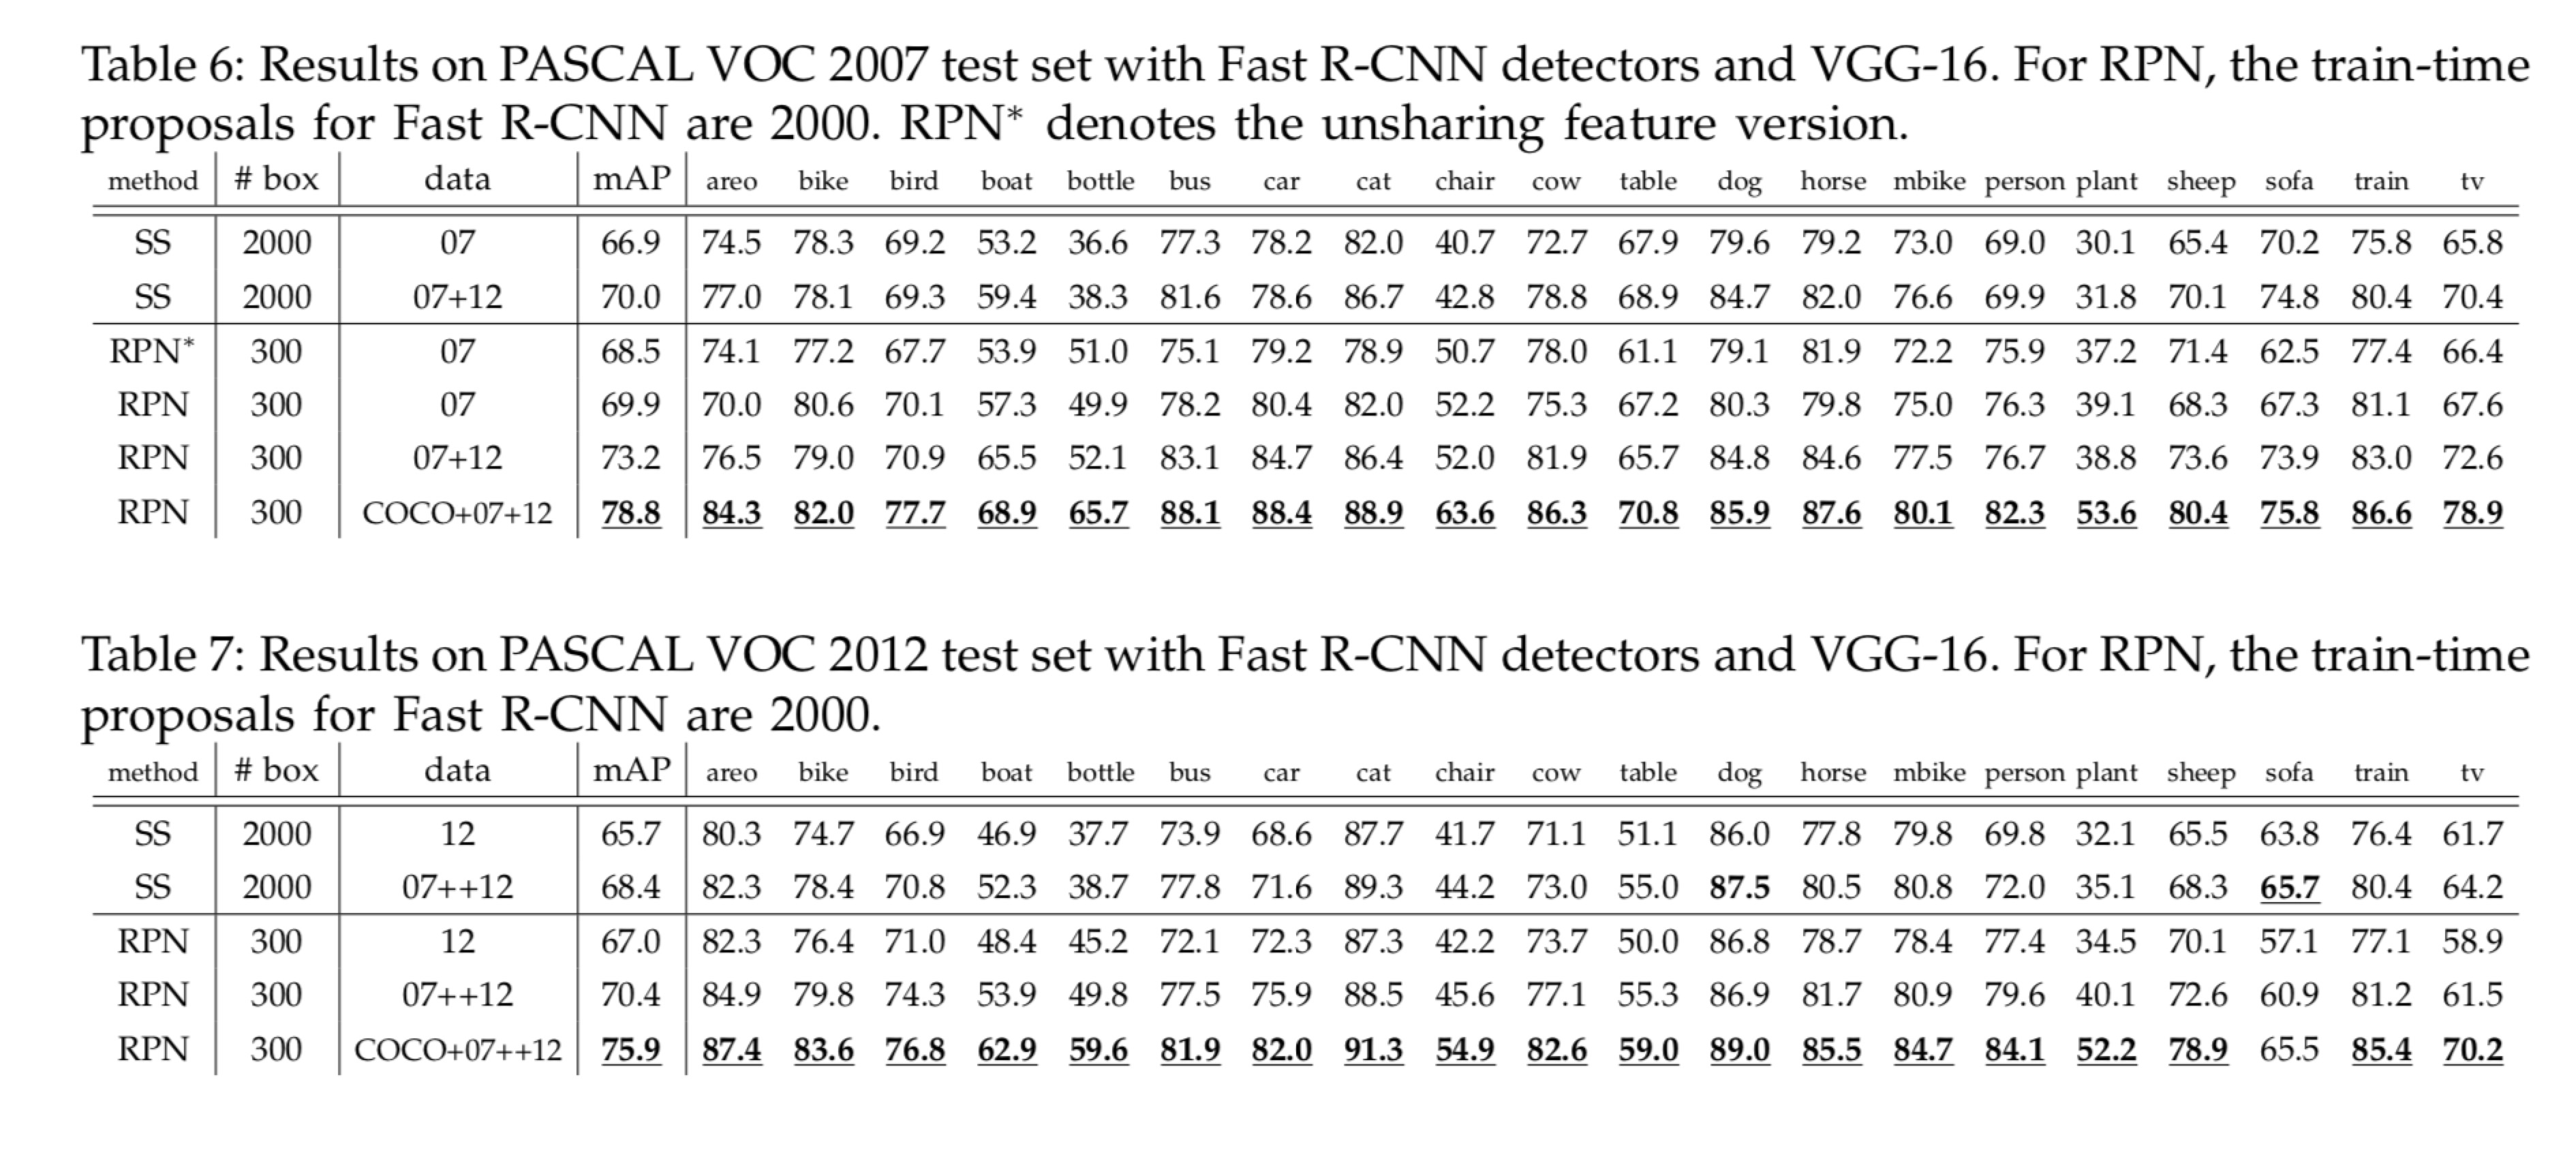 Table 6: Results on PASCAL VOC 2007 test set with Fast R-CNN detectors and VGG-16. For RPN, the train-time
proposals for Fast R-CNN are 2000. RPN* denotes the unsharing feature version.
method # box data mAP areo bike bird boat bottle bus car cat chair cow table dog horse mbike person plant sheep sofa train tv
SS 2000 07 66.9 74.5 78.3 69.2 53.2 36.6 77.3 78.2 82.0 40.7 72.7 67.9 79.6 79.2 73.0 69.0 30.1 65.4 70.2 75.8 65.8
SS 2000 07+12 70.0 77.0 78.1 69.3 59.4 38.3 81.6 78.6 86.7 42.8 78.8 68.9 84.7 82.0 76.6 69.9 31.8 70.1 74.8 80.4 70.4
RPN* 300 07 68.5 74.1 77.2 67.7 53.9 51.0 75.1 79.2 78.9 50.7 78.0 61.1 79.1 81.9 72.2 75.9 37.2 71.4 62.5 77.4 66.4
RPN 300 07 69.9 70.0 80.6 70.1 57.3 49.9 78.2 80.4 82.0 52.2 75.3 67.2 80.3 79.8 75.0 76.3 39.1 68.3 67.3 81.1 67.6
RPN 300 07+12 73.2 76.5 79.0 70.9 65.5 52.1 83.1 84.7 86.4 52.0 81.9 65.7 84.8 84.6 77.5 76.7 38.8 73.6 73.9 83.0 72.6
RPN 300 COCO+07+12 78.8 84.3 82.0 77.7 68.9 65.7 88.1 88.4 88.9 63.6 86.3 70.8 85.9 87.6 80.1 82.3 53.6 80.4 75.8 86.6 78.9
Table 7: Results on PASCAL VOC 2012 test set with Fast R-CNN detectors and VGG-16. For RPN, the train-time
proposals for Fast R-CNN are 2000.
method # box data mAP areo bike bird boat bottle bus car cat chair cow table dog horse mbike person plant sheep sofa train tv
SS 2000 12 65.7 80.3 74.7 66.9 46.9 37.7 73.9 68.6 87.7 41.7 71.1 51.1 86.0 77.8 79.8 69.8 32.1 65.5 63.8 76.4 61.7
SS 2000 07++12 68.4 82.3 78.4 70.8 52.3 38.7 77.8 71.6 89.3 44.2 73.0 55.0 87.5 80.5 80.8 72.0 35.1 68.3 65.7 80.4 64.2
RPN 300 12 67.0 82.3 76.4 71.0 48.4 45.2 72.1 72.3 87.3 42.2 73.7 50.0 86.8 78.7 78.4 77.4 34.5 70.1 57.1 77.1 58.9
RPN 300 07++12 70.4 84.9 79.8 74.3 53.9 49.8 77.5 75.9 88.5 45.6 77.1 55.3 86.9 81.7 80.9 79.6 40.1 72.6 60.9 81.2 61.5
RPN 300 COCO+07++12 75.9 87.4 83.6 76.8 62.9 59.6 81.9 82.0 91.3 54.9 82.6 59.0 89.0 85.5 84.7 84.1 52.2 78.9 65.5 85.4 70.2